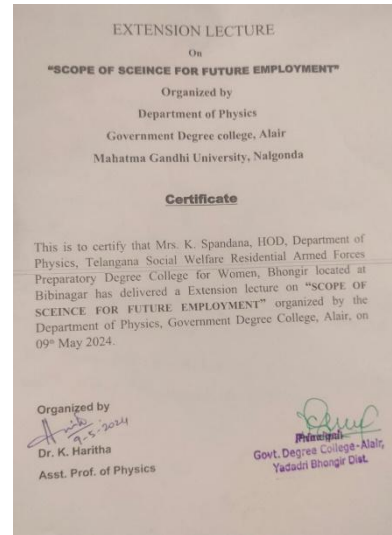 EXTENSION LECTURE
On
"SCOPE OF SCEINCE FOR FUTURE EMPLOYMENT"
Organized by
Department of Physics
Government Degree college, Alair
Mahatma Gandhi University, Nalgonda
Certificate
This is to certify that Mrs. K. Spandana, HOD, Department of
Physics, Telangana Social Welfare Residential Armed Forces
Preparatory Degree College for Women, Bhongir located at
Bibinagar has delivered a Extension lecture on "SCOPE OF
SCEINCE FOR FUTURE EMPLOYMENT" organized by the
Department of Physics, Government Degree College, Alair, on
09th May 2024.
Organized by
9-5-2024
Dr. K. Haritha
Asst. Prof. of Physics
Principal
Govt. Degree College-Alair,
Yadadri Bhongir Dist.